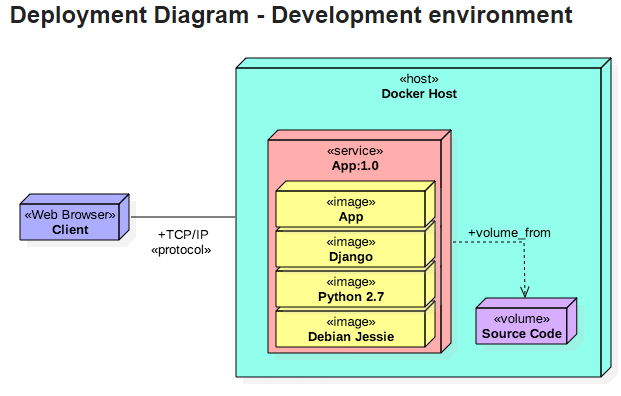 Deployment Diagram - Development environment
«host»
Docker Host
«service»
App:1.0
«image»
App
«image»
Django
«image»
Python 2.7
«image»
Debian Jessie
«Web Browser»
Client
+TCP/IP
«protocol»
+volume_from
«volume»
Source Code